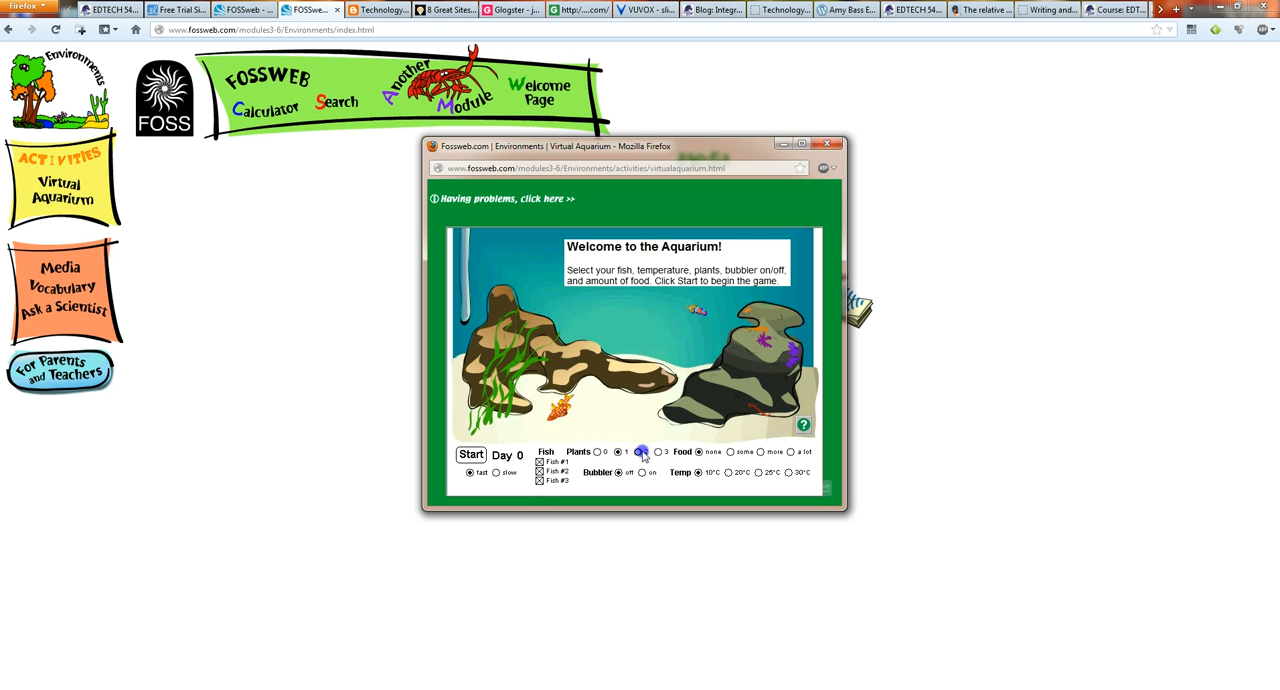 Firefox
EDTECH 54...
Free Trial Si...
FOSSweb - ...
FOSSwe...
Technology...
8 Great Sites...
Glogster - j...
http:/....com/
VUVOX - sli...
Blog: Integr...
Technology...
Amy Bass E...
EDTECH 54...
The relative ...
Writing and...
Course: EDT...
www.fossweb.com/modules3-6/Environments/index.html
Environments
FOSS
FOSSWEB
Calculator
Search
Another Module
Welcome Page
ACTIVITIES
Virtual
Aquarium
Media
Vocabulary
Ask a Scientist
For Parents
and Teachers
Fossweb.com | Environments | Virtual Aquarium - Mozilla Firefox
www.fossweb.com/modules3-6/Environments/activities/virtualaquarium.html
Having problems, click here >>
Welcome to the Aquarium!
Select your fish, temperature, plants, bubbler on/off,
and amount of food. Click Start to begin the game.
?
Start Day 0 Fish Plants 0 1 2 3 Food none some more a lot
Fish #1
fast slow Fish #2 Bubbler off on Temp 10°C 20°C 25°C 30°C
Fish #3